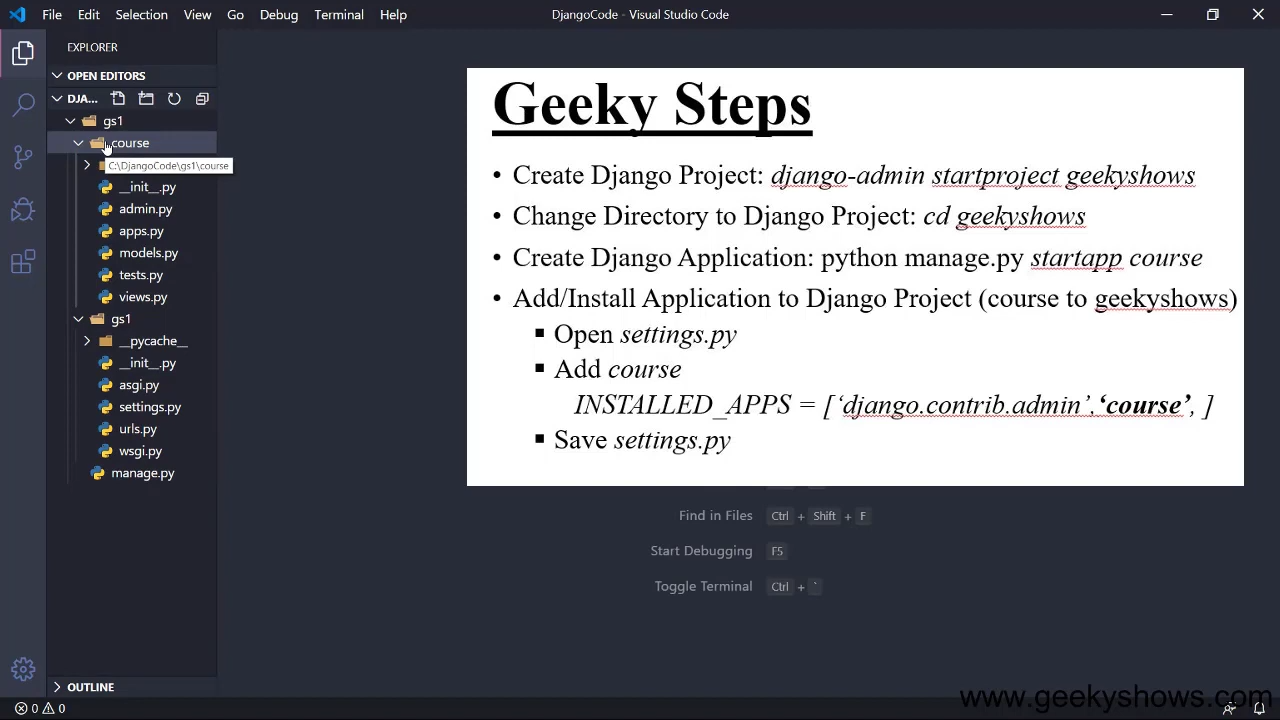 File Edit Selection View Go Debug Terminal Help
DjangoCode - Visual Studio Code
EXPLORER
OPEN EDITORS
DJA...
gs1
course
C:\DjangoCode\gs1\course
__init__.py
admin.py
apps.py
models.py
tests.py
views.py
gs1
__pycache__
__init__.py
asgi.py
settings.py
urls.py
wsgi.py
manage.py
OUTLINE
0 0
Geeky Steps
• Create Django Project: django-admin startproject geekyshows
• Change Directory to Django Project: cd geekyshows
• Create Django Application: python manage.py startapp course
• Add/Install Application to Django Project (course to geekyshows)
▪ Open settings.py
▪ Add course
INSTALLED_APPS = [‘django.contrib.admin’,‘course’, ]
▪ Save settings.py
Find in Files Ctrl + Shift + F
Start Debugging F5
Toggle Terminal Ctrl + `
www.geekyshows.com